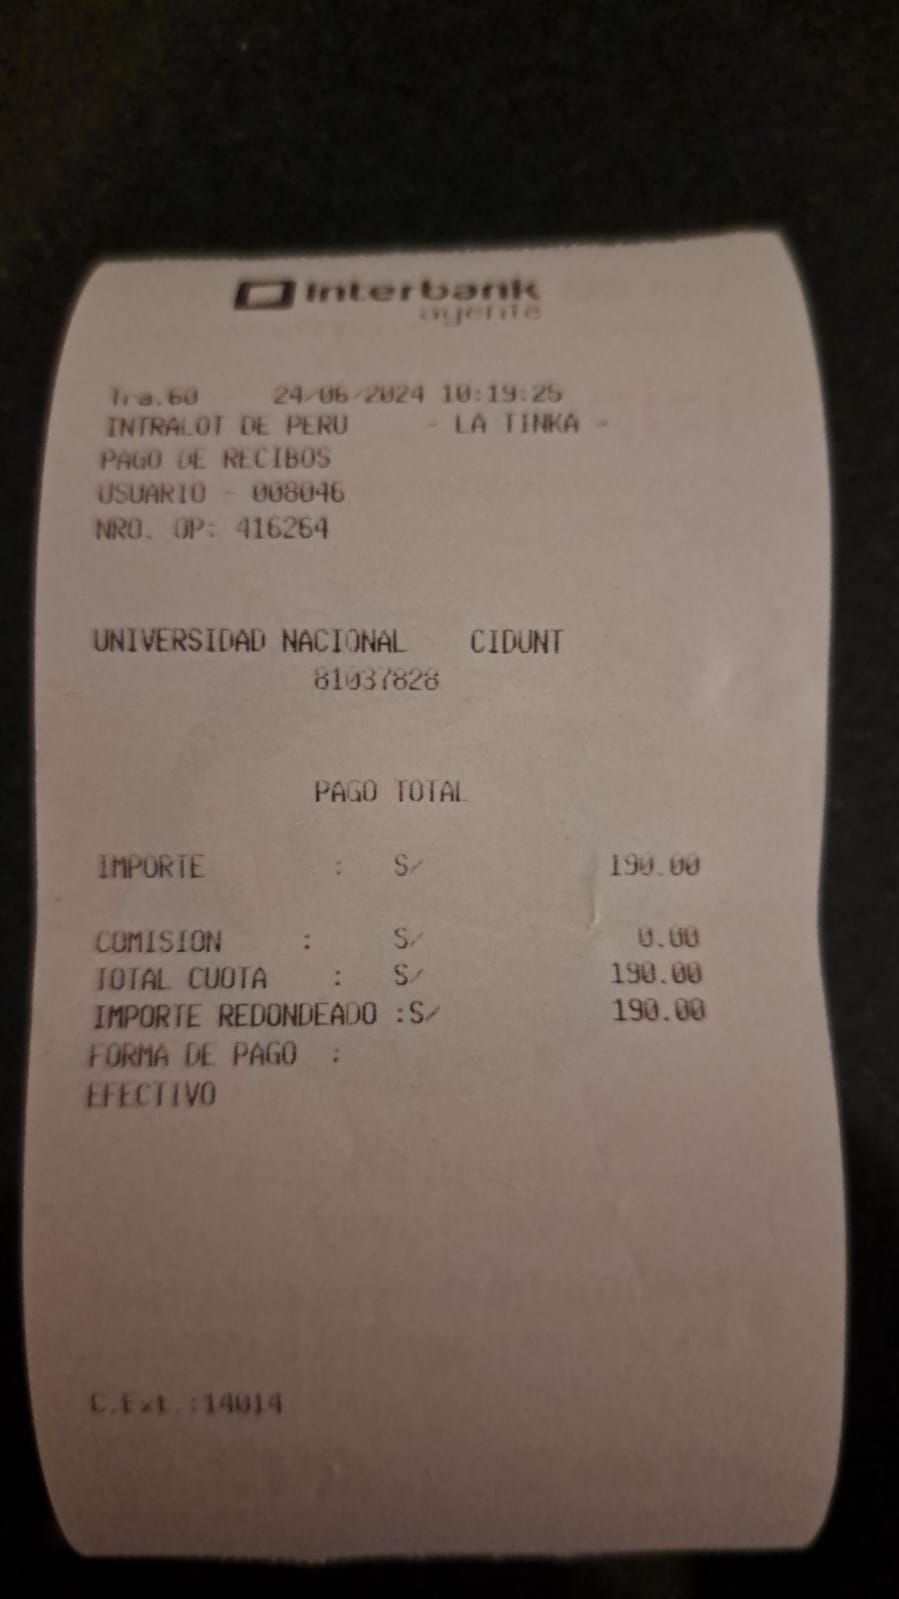 Interbank
agente
Tra.60 24/06/2024 10:19:25
INTRALOT DE PERU - LA TINKA -
PAGO DE RECIBOS
USUARIO - 008046
NRO. OP: 416264
UNIVERSIDAD NACIONAL CIDUNT
81037828
PAGO TOTAL
IMPORTE : S/ 190.00
COMISION : S/ 0.00
TOTAL CUOTA : S/ 190.00
IMPORTE REDONDEADO :S/ 190.00
FORMA DE PAGO :
EFECTIVO
C.Ext.:14014